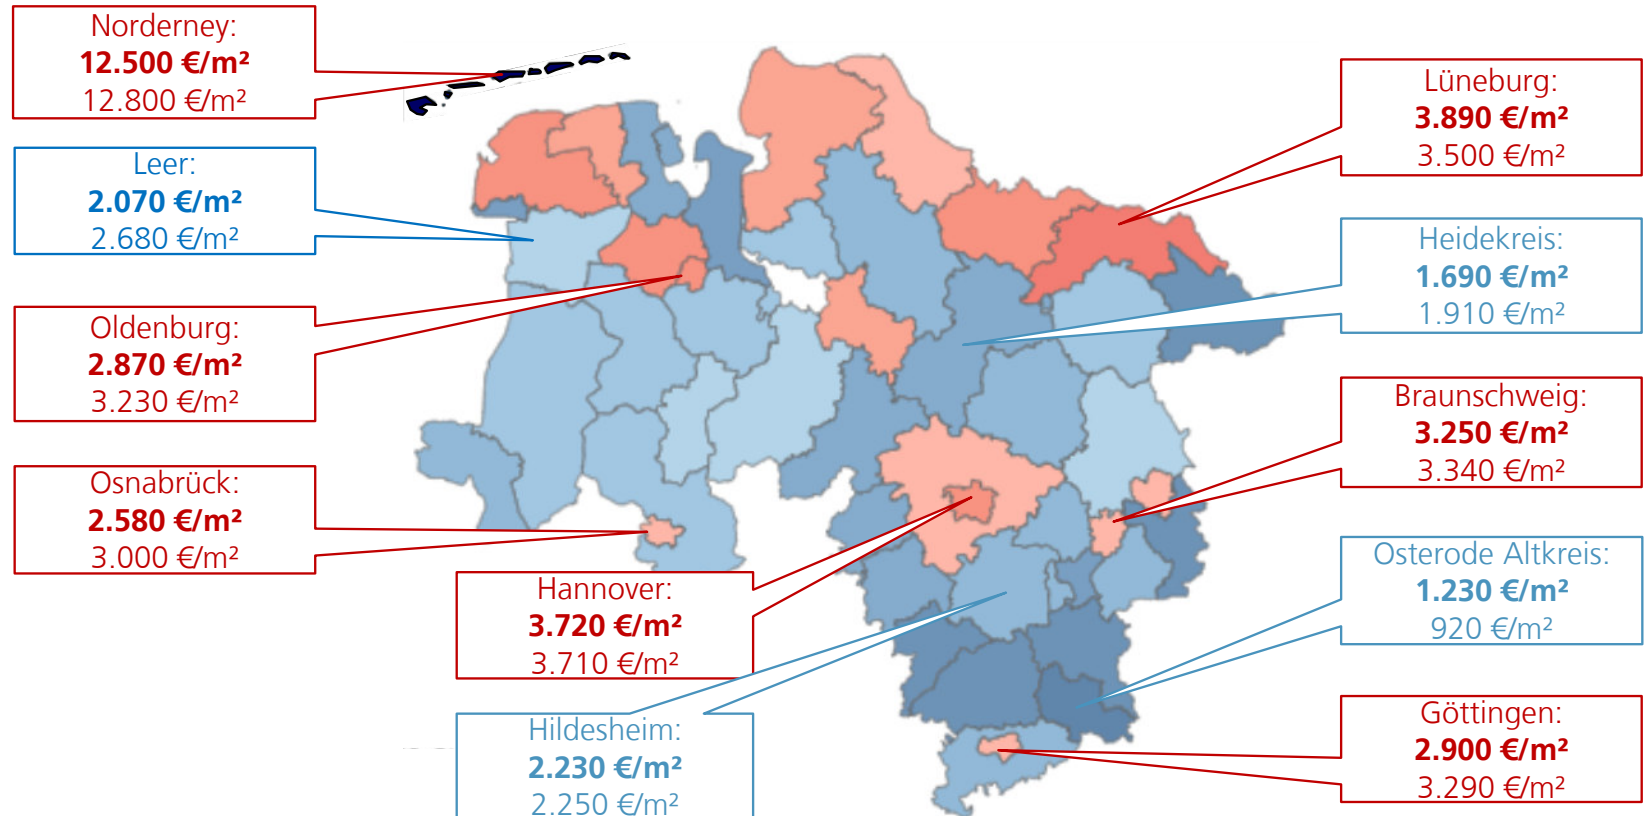 Norderney:
12.500 €/m²
12.800 €/m²
Leer:
2.070 €/m²
2.680 €/m²
Oldenburg:
2.870 €/m²
3.230 €/m²
Osnabrück:
2.580 €/m²
3.000 €/m²
Hannover:
3.720 €/m²
3.710 €/m²
Hildesheim:
2.230 €/m²
2.250 €/m²
Lüneburg:
3.890 €/m²
3.500 €/m²
Heidekreis:
1.690 €/m²
1.910 €/m²
Braunschweig:
3.250 €/m²
3.340 €/m²
Osterode Altkreis:
1.230 €/m²
920 €/m²
Göttingen:
2.900 €/m²
3.290 €/m²